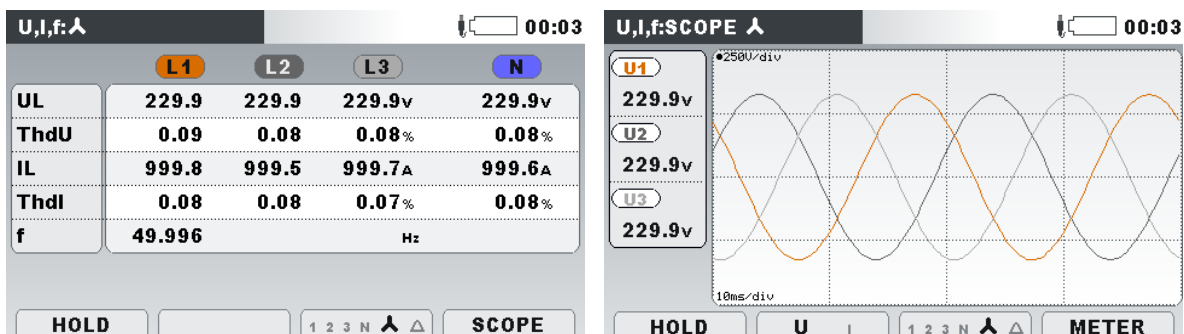 U,I,f: 00:03
L1 L2 L3 N
UL 229.9 229.9 229.9V 229.9V
ThdU 0.09 0.08 0.08% 0.08%
IL 999.8 999.5 999.7A 999.6A
ThdI 0.08 0.08 0.07% 0.08%
f 49.996 Hz
HOLD 1 2 3 N SCOPE
U,I,f:SCOPE 00:03
U1
229.9V
U2
229.9V
U3
229.9V
250V/div
10ms/div
HOLD U I 1 2 3 N METER